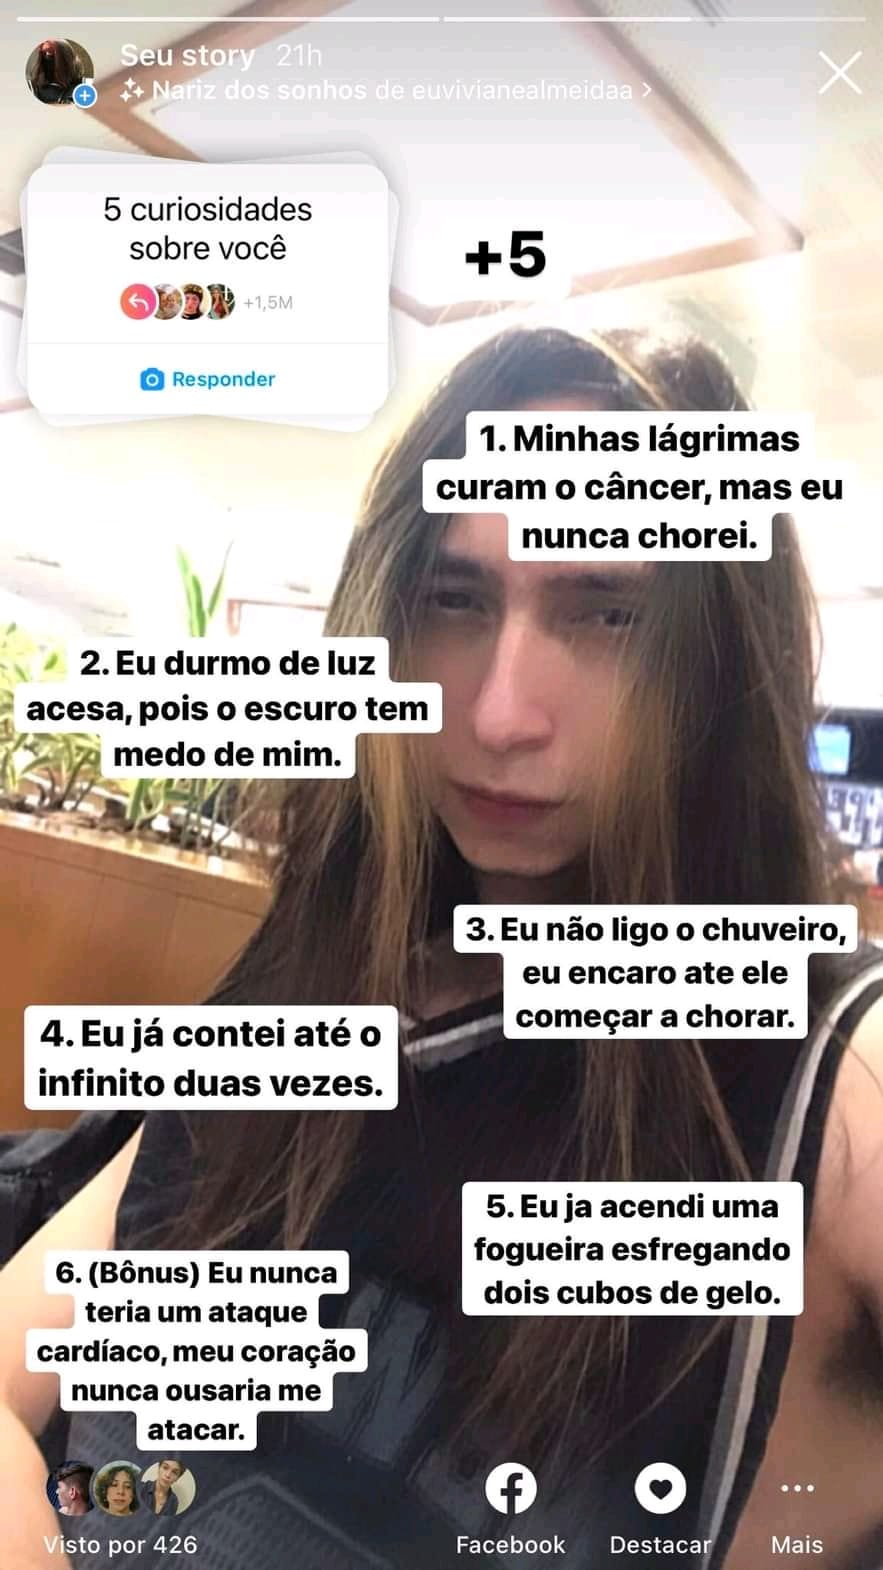 Seu story 21h
Nariz dos sonhos de euvivianealmeidaa >
5 curiosidades
sobre você
+1,5M
Responder
+5
1. Minhas lágrimas
curam o câncer, mas eu
nunca chorei.
2. Eu durmo de luz
acesa, pois o escuro tem
medo de mim.
3. Eu não ligo o chuveiro,
eu encaro ate ele
começar a chorar.
4. Eu já contei até o
infinito duas vezes.
5. Eu ja acendi uma
fogueira esfregando
dois cubos de gelo.
6. (Bônus) Eu nunca
teria um ataque
cardíaco, meu coração
nunca ousaria me
atacar.
Visto por 426
Facebook
Destacar
Mais